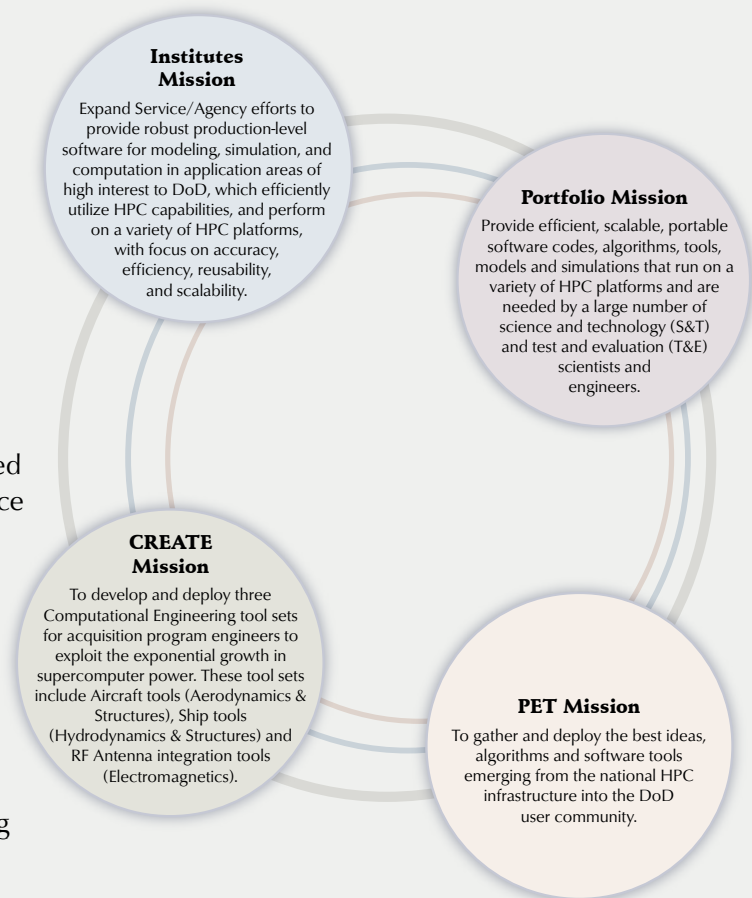 Institutes
Mission
Expand Service/Agency efforts to
provide robust production-level
software for modeling, simulation, and
computation in application areas of
high interest to DoD, which efficiently
utilize HPC capabilities, and perform
on a variety of HPC platforms,
with focus on accuracy,
efficiency, reusability,
and scalability.
Portfolio Mission
Provide efficient, scalable, portable
software codes, algorithms, tools,
models and simulations that run on a
variety of HPC platforms and are
needed by a large number of
science and technology (S&T)
and test and evaluation (T&E)
scientists and
engineers.
ed
ce
CREATE
Mission
To develop and deploy three
Computational Engineering tool sets
for acquisition program engineers to
exploit the exponential growth in
supercomputer power. These tool sets
include Aircraft tools (Aerodynamics &
Structures), Ship tools
(Hydrodynamics & Structures) and
RF Antenna integration tools
(Electromagnetics).
PET Mission
To gather and deploy the best ideas,
algorithms and software tools
emerging from the national HPC
infrastructure into the DoD
user community.
g